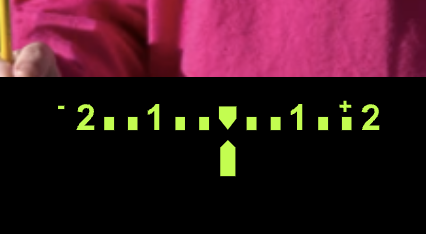 - 2 . . 1 . . . . 1 . . + 2